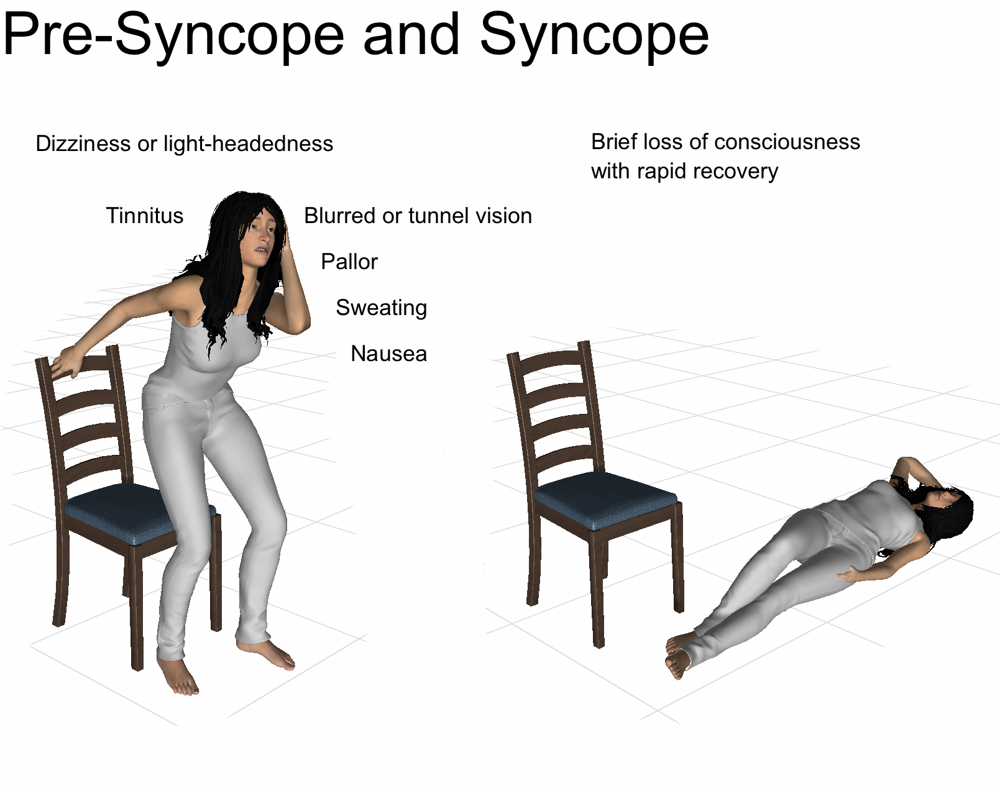 Pre-Syncope and Syncope
Dizziness or light-headedness
Tinnitus
Blurred or tunnel vision
Pallor
Sweating
Nausea
Brief loss of consciousness
with rapid recovery